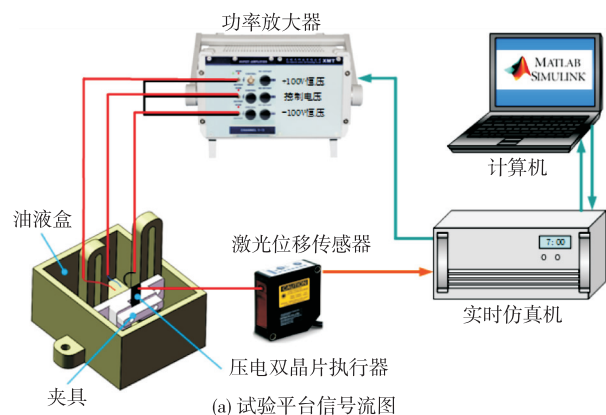 功率放大器
XMT
+100V恒压
控制电压
-100V恒压
MATLAB
SIMULINK
计算机
油液盒
激光位移传感器
CAUTION
7:00
实时仿真机
压电双晶片执行器
夹具
(a) 试验平台信号流图